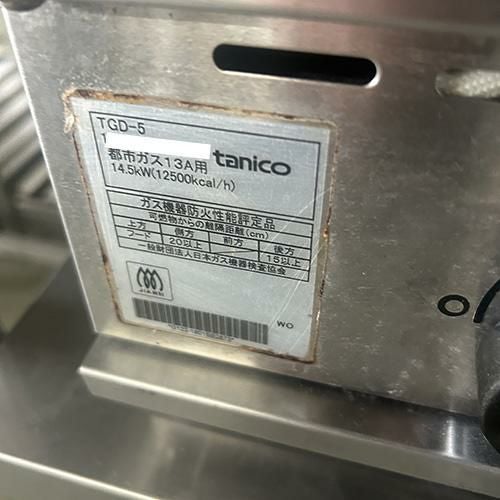 TGD-5
都市ガス13A用
tanico
14.5kW(12500kcal/h)
ガス機器防火性能評定品
可燃物からの離隔距離(cm)
上方 側方 前方 後方
フード 20以上 15以上
一般財団法人日本ガス機器検査協会
WO